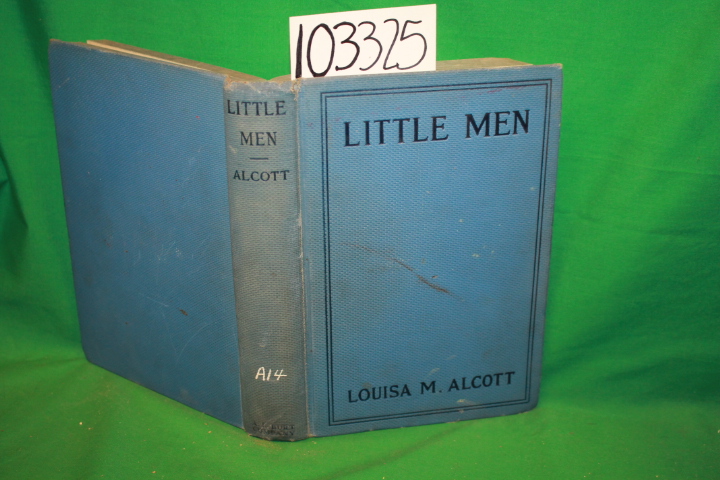 103325
LITTLE
MEN
ALCOTT
A14
LITTLE MEN
LOUISA M. ALCOTT